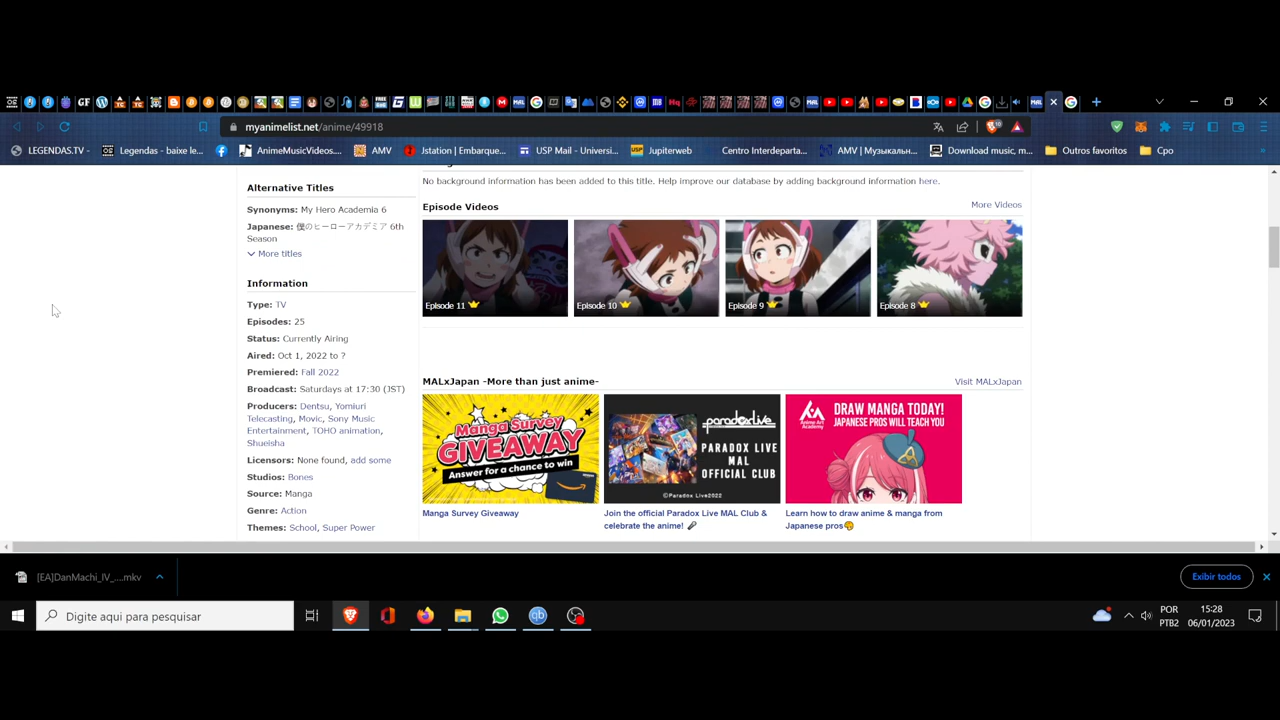 myanimelist.net/anime/49918
LEGENDAS.TV -
Legendas - baixe le...
AnimeMusicVideos....
AMV
Jstation | Embarque...
USP Mail - Universi...
Jupiterweb
Centro Interdeparta...
AMV | Музыкальн...
Download music, m...
Outros favoritos
Cpo
Alternative Titles
Synonyms: My Hero Academia 6
Japanese: 僕のヒーローアカデミア 6th
Season
More titles
Information
Type: TV
Episodes: 25
Status: Currently Airing
Aired: Oct 1, 2022 to ?
Premiered: Fall 2022
Broadcast: Saturdays at 17:30 (JST)
Producers: Dentsu, Yomiuri
Telecasting, Movic, Sony Music
Entertainment, TOHO animation,
Shueisha
Licensors: None found, add some
Studios: Bones
Source: Manga
Genre: Action
Themes: School, Super Power
No background information has been added to this title. Help improve our database by adding background information here.
Episode Videos
More Videos
Episode 11
Episode 10
Episode 9
Episode 8
MALxJapan -More than just anime-
Visit MALxJapan
Manga Survey
GIVEAWAY
Answer for a chance to win
paradoxlive
PARADOX LIVE
MAL
OFFICIAL CLUB
©Paradox Live2022
Anime Art
Academy
DRAW MANGA TODAY!
JAPANESE PROS WILL TEACH YOU
Manga Survey Giveaway
Join the official Paradox Live MAL Club &
celebrate the anime! 🎤
Learn how to draw anime & manga from
Japanese pros
[EA]DanMachi_IV_....mkv
Exibir todos
Digite aqui para pesquisar
POR
PTB2
15:28
06/01/2023